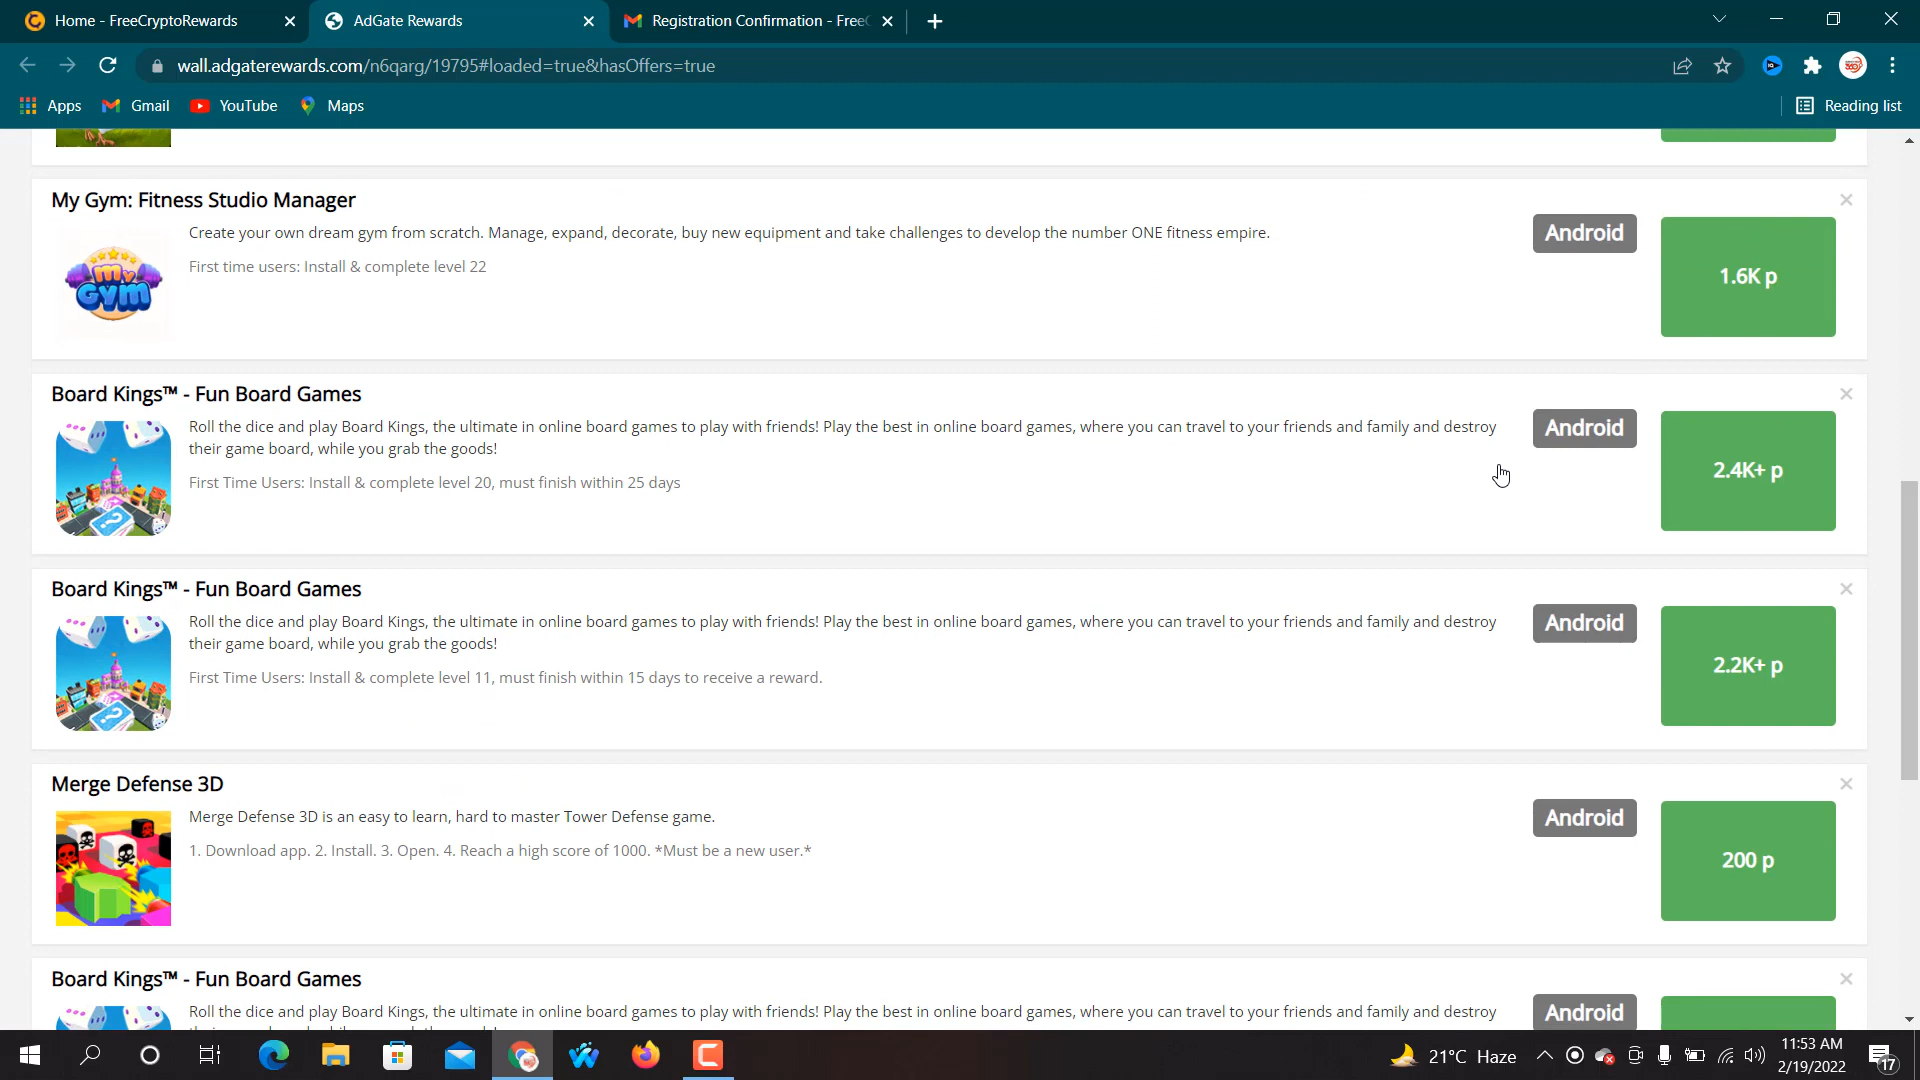 Home - FreeCryptoRewards
AdGate Rewards
Registration Confirmation - Free
wall.adgaterewards.com/n6qarg/19795#loaded=true&hasOffers=true
Apps
Gmail
YouTube
Maps
Reading list
My Gym: Fitness Studio Manager
Create your own dream gym from scratch. Manage, expand, decorate, buy new equipment and take challenges to develop the number ONE fitness empire.
First time users: Install & complete level 22
MY GYM
Android
1.6K p
Board Kings™ - Fun Board Games
Roll the dice and play Board Kings, the ultimate in online board games to play with friends! Play the best in online board games, where you can travel to your friends and family and destroy
their game board, while you grab the goods!
First Time Users: Install & complete level 20, must finish within 25 days
Android
2.4K+ p
Board Kings™ - Fun Board Games
Roll the dice and play Board Kings, the ultimate in online board games to play with friends! Play the best in online board games, where you can travel to your friends and family and destroy
their game board, while you grab the goods!
First Time Users: Install & complete level 11, must finish within 15 days to receive a reward.
Android
2.2K+ p
Merge Defense 3D
Merge Defense 3D is an easy to learn, hard to master Tower Defense game.
1. Download app. 2. Install. 3. Open. 4. Reach a high score of 1000. *Must be a new user.*
Android
200 p
Board Kings™ - Fun Board Games
Roll the dice and play Board Kings, the ultimate in online board games to play with friends! Play the best in online board games, where you can travel to your friends and family and destroy
Android
21°C Haze
11:53 AM
2/19/2022
17